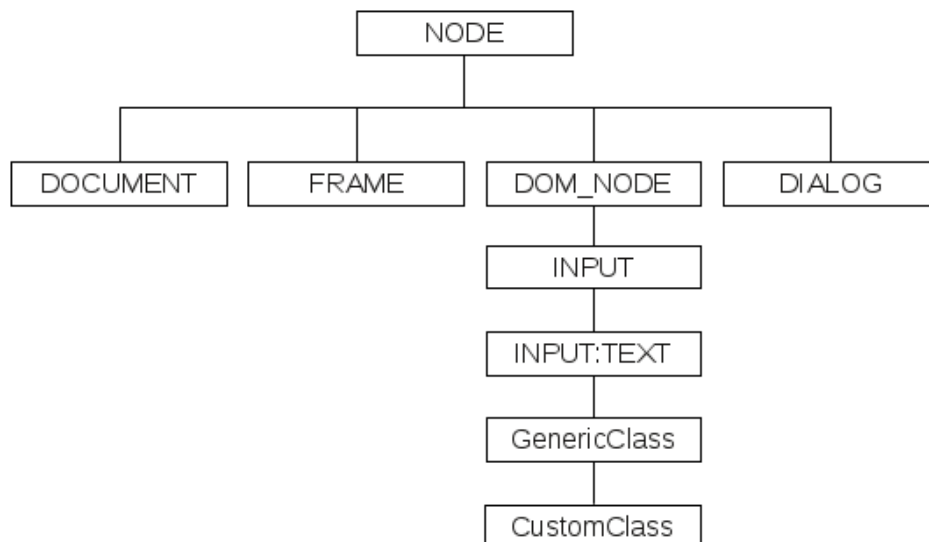 NODE
DOCUMENT
FRAME
DOM_NODE
DIALOG
INPUT
INPUT:TEXT
GenericClass
CustomClass